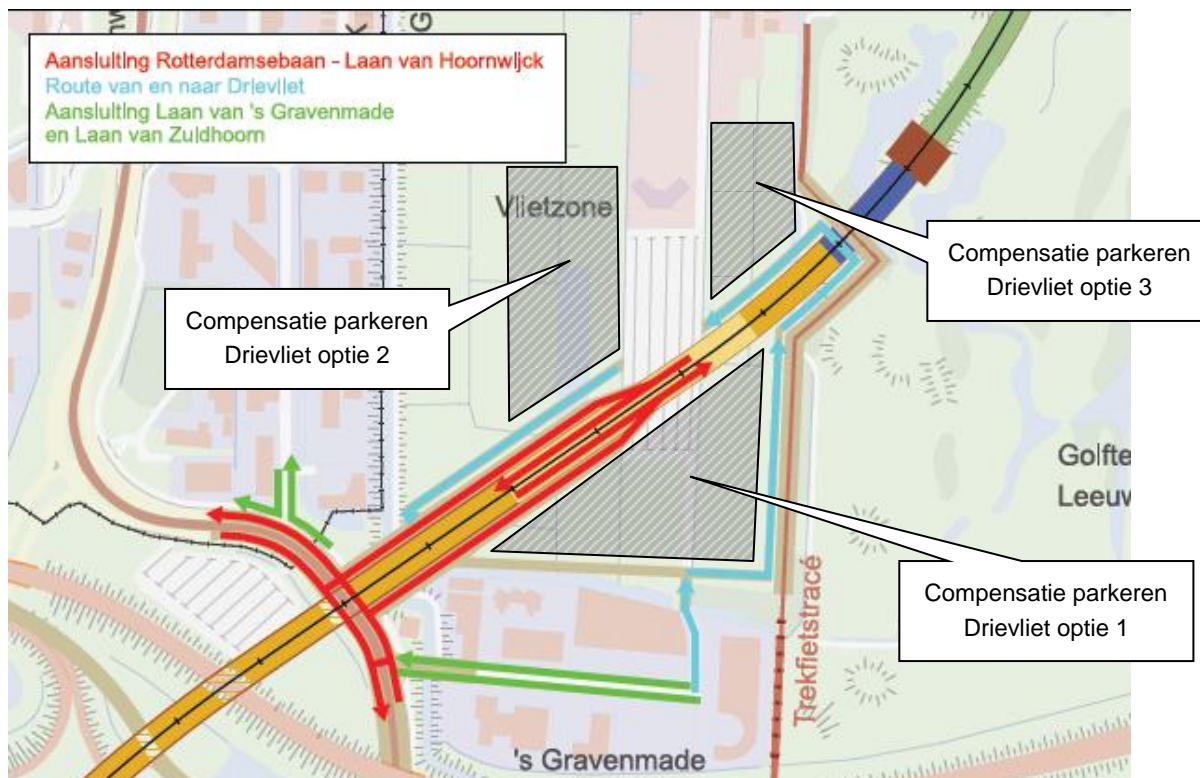 Aansluiting Rotterdamsebaan - Laan van Hoornwijck
Route van en naar Drievliet
Aansluiting Laan van 's Gravenmade
en Laan van Zuidhoorn
Vlietzone
Compensatie parkeren
Drievliet optie 3
Compensatie parkeren
Drievliet optie 2
Golfte
Leeuw
Compensatie parkeren
Drievliet optie 1
Trekfietstracé
's Gravenmade